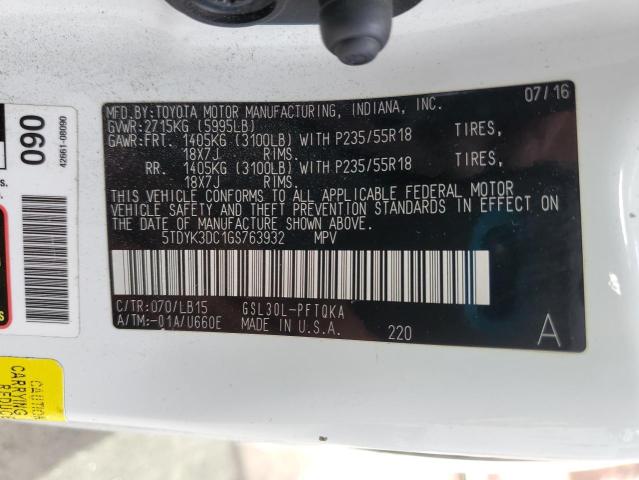 MFD.BY:TOYOTA MOTOR MANUFACTURING, INDIANA, INC. 07/16
GVWR:2715KG (5995LB)
GAWR:FRT. 1405KG (3100LB) WITH P235/55R18 TIRES,
18X7J RIMS.
RR. 1405KG (3100LB) WITH P235/55R18 TIRES,
18X7J RIMS.
THIS VEHICLE CONFORMS TO ALL APPLICABLE FEDERAL MOTOR
VEHICLE SAFETY AND THEFT PREVENTION STANDARDS IN EFFECT ON
THE DATE OF MANUFACTURE SHOWN ABOVE.
5TDYK3DC1GS763932 MPV
C/TR:070/LB15 GSL30L-PFTQKA
A/TM:-01A/U660E MADE IN U.S.A. 220 A
090
42661-08090
CAUTION
CARRYING
REDUCE